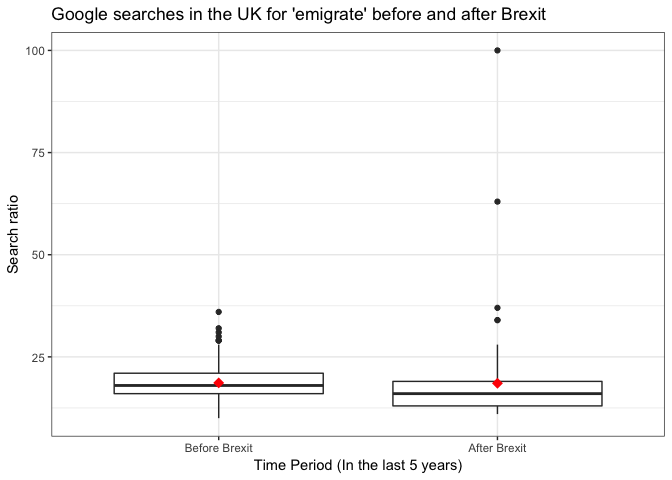 Google searches in the UK for 'emigrate' before and after Brexit
100
75
50
25
Search ratio
Before Brexit
After Brexit
Time Period (In the last 5 years)